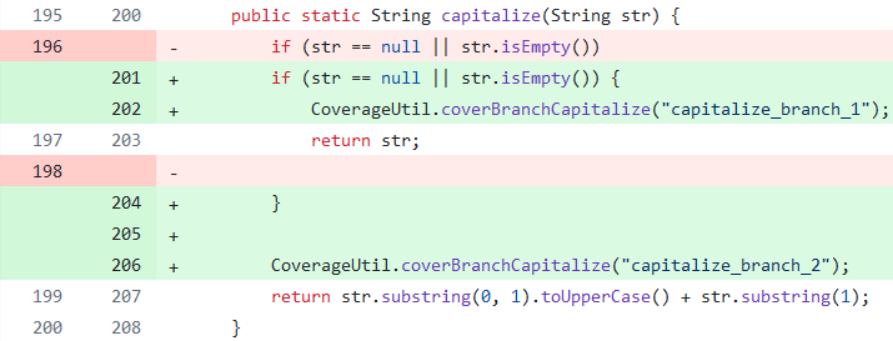 195 200 public static String capitalize(String str) {
196 - if (str == null || str.isEmpty())
201 + if (str == null || str.isEmpty()) {
202 + CoverageUtil.coverBranchCapitalize("capitalize_branch_1");
197 203 return str;
198 -
204 + }
205 +
206 + CoverageUtil.coverBranchCapitalize("capitalize_branch_2");
199 207 return str.substring(0, 1).toUpperCase() + str.substring(1);
200 208 }